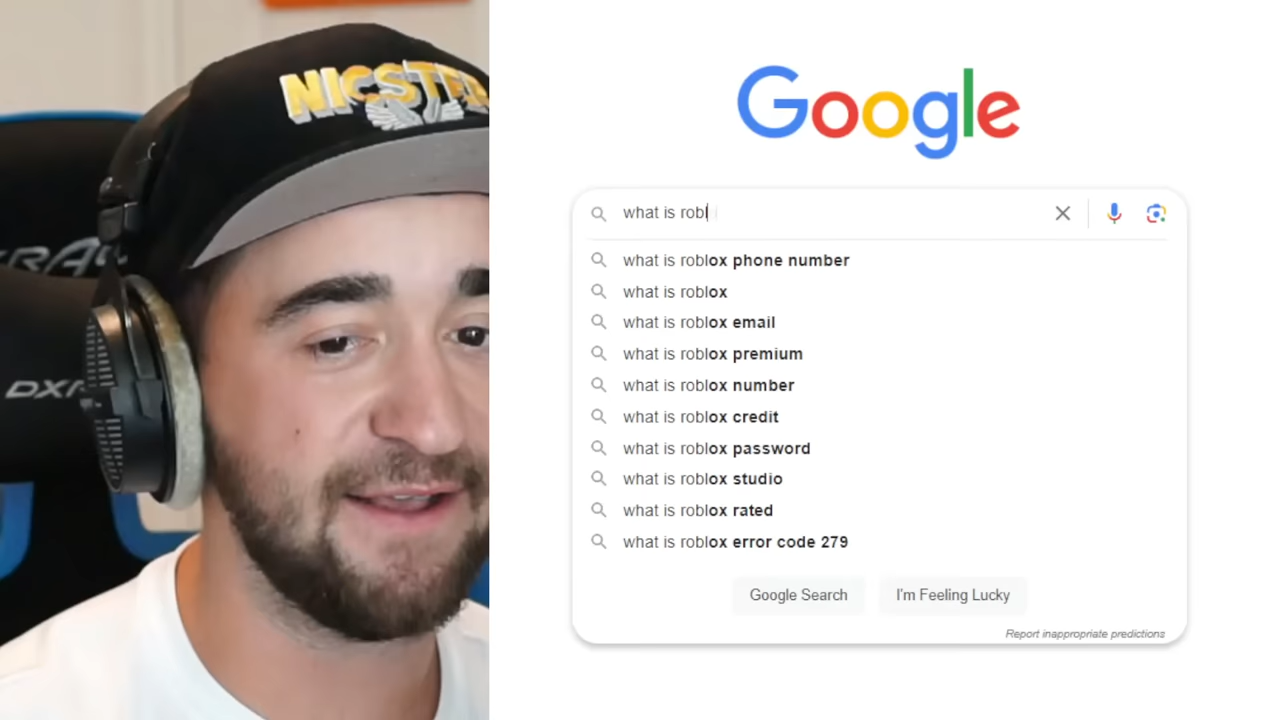 NICSTE
DXRA
Google
what is robl
what is roblox phone number
what is roblox
what is roblox email
what is roblox premium
what is roblox number
what is roblox credit
what is roblox password
what is roblox studio
what is roblox rated
what is roblox error code 279
Google Search
I'm Feeling Lucky
Report inappropriate predictions